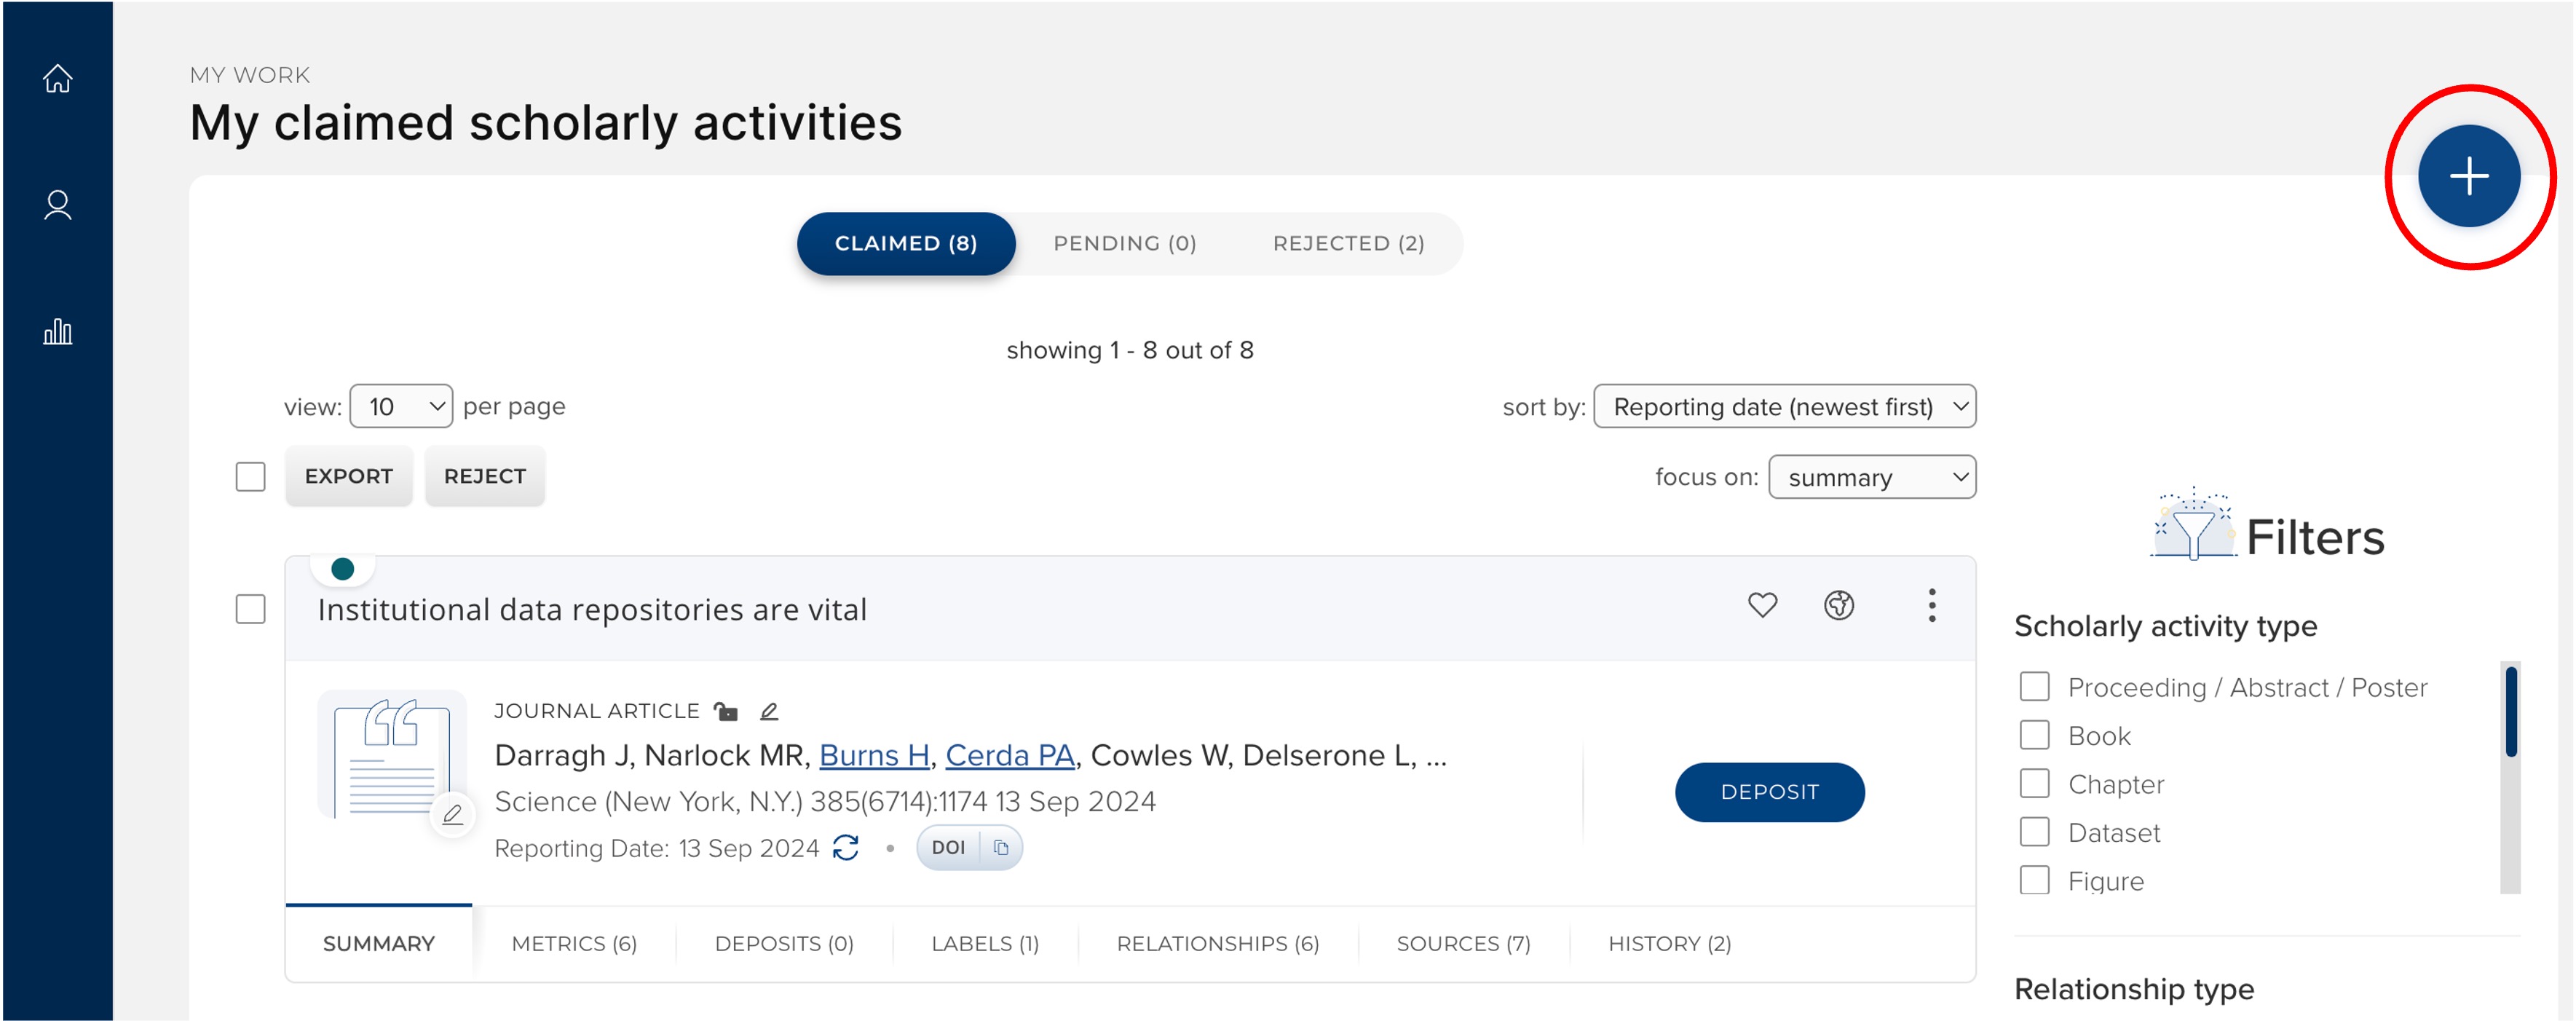 MY WORK
My claimed scholarly activities
CLAIMED (8) PENDING (0) REJECTED (2)
showing 1 - 8 out of 8
view: 10 per page
sort by: Reporting date (newest first)
EXPORT REJECT
focus on: summary
Institutional data repositories are vital
JOURNAL ARTICLE
Darragh J, Narlock MR, Burns H, Cerda PA, Cowles W, Delserone L, ...
Science (New York, N.Y.) 385(6714):1174 13 Sep 2024
Reporting Date: 13 Sep 2024 • DOI
DEPOSIT
SUMMARY METRICS (6) DEPOSITS (0) LABELS (1) RELATIONSHIPS (6) SOURCES (7) HISTORY (2)
Filters
Scholarly activity type
Proceeding / Abstract / Poster
Book
Chapter
Dataset
Figure
Relationship type